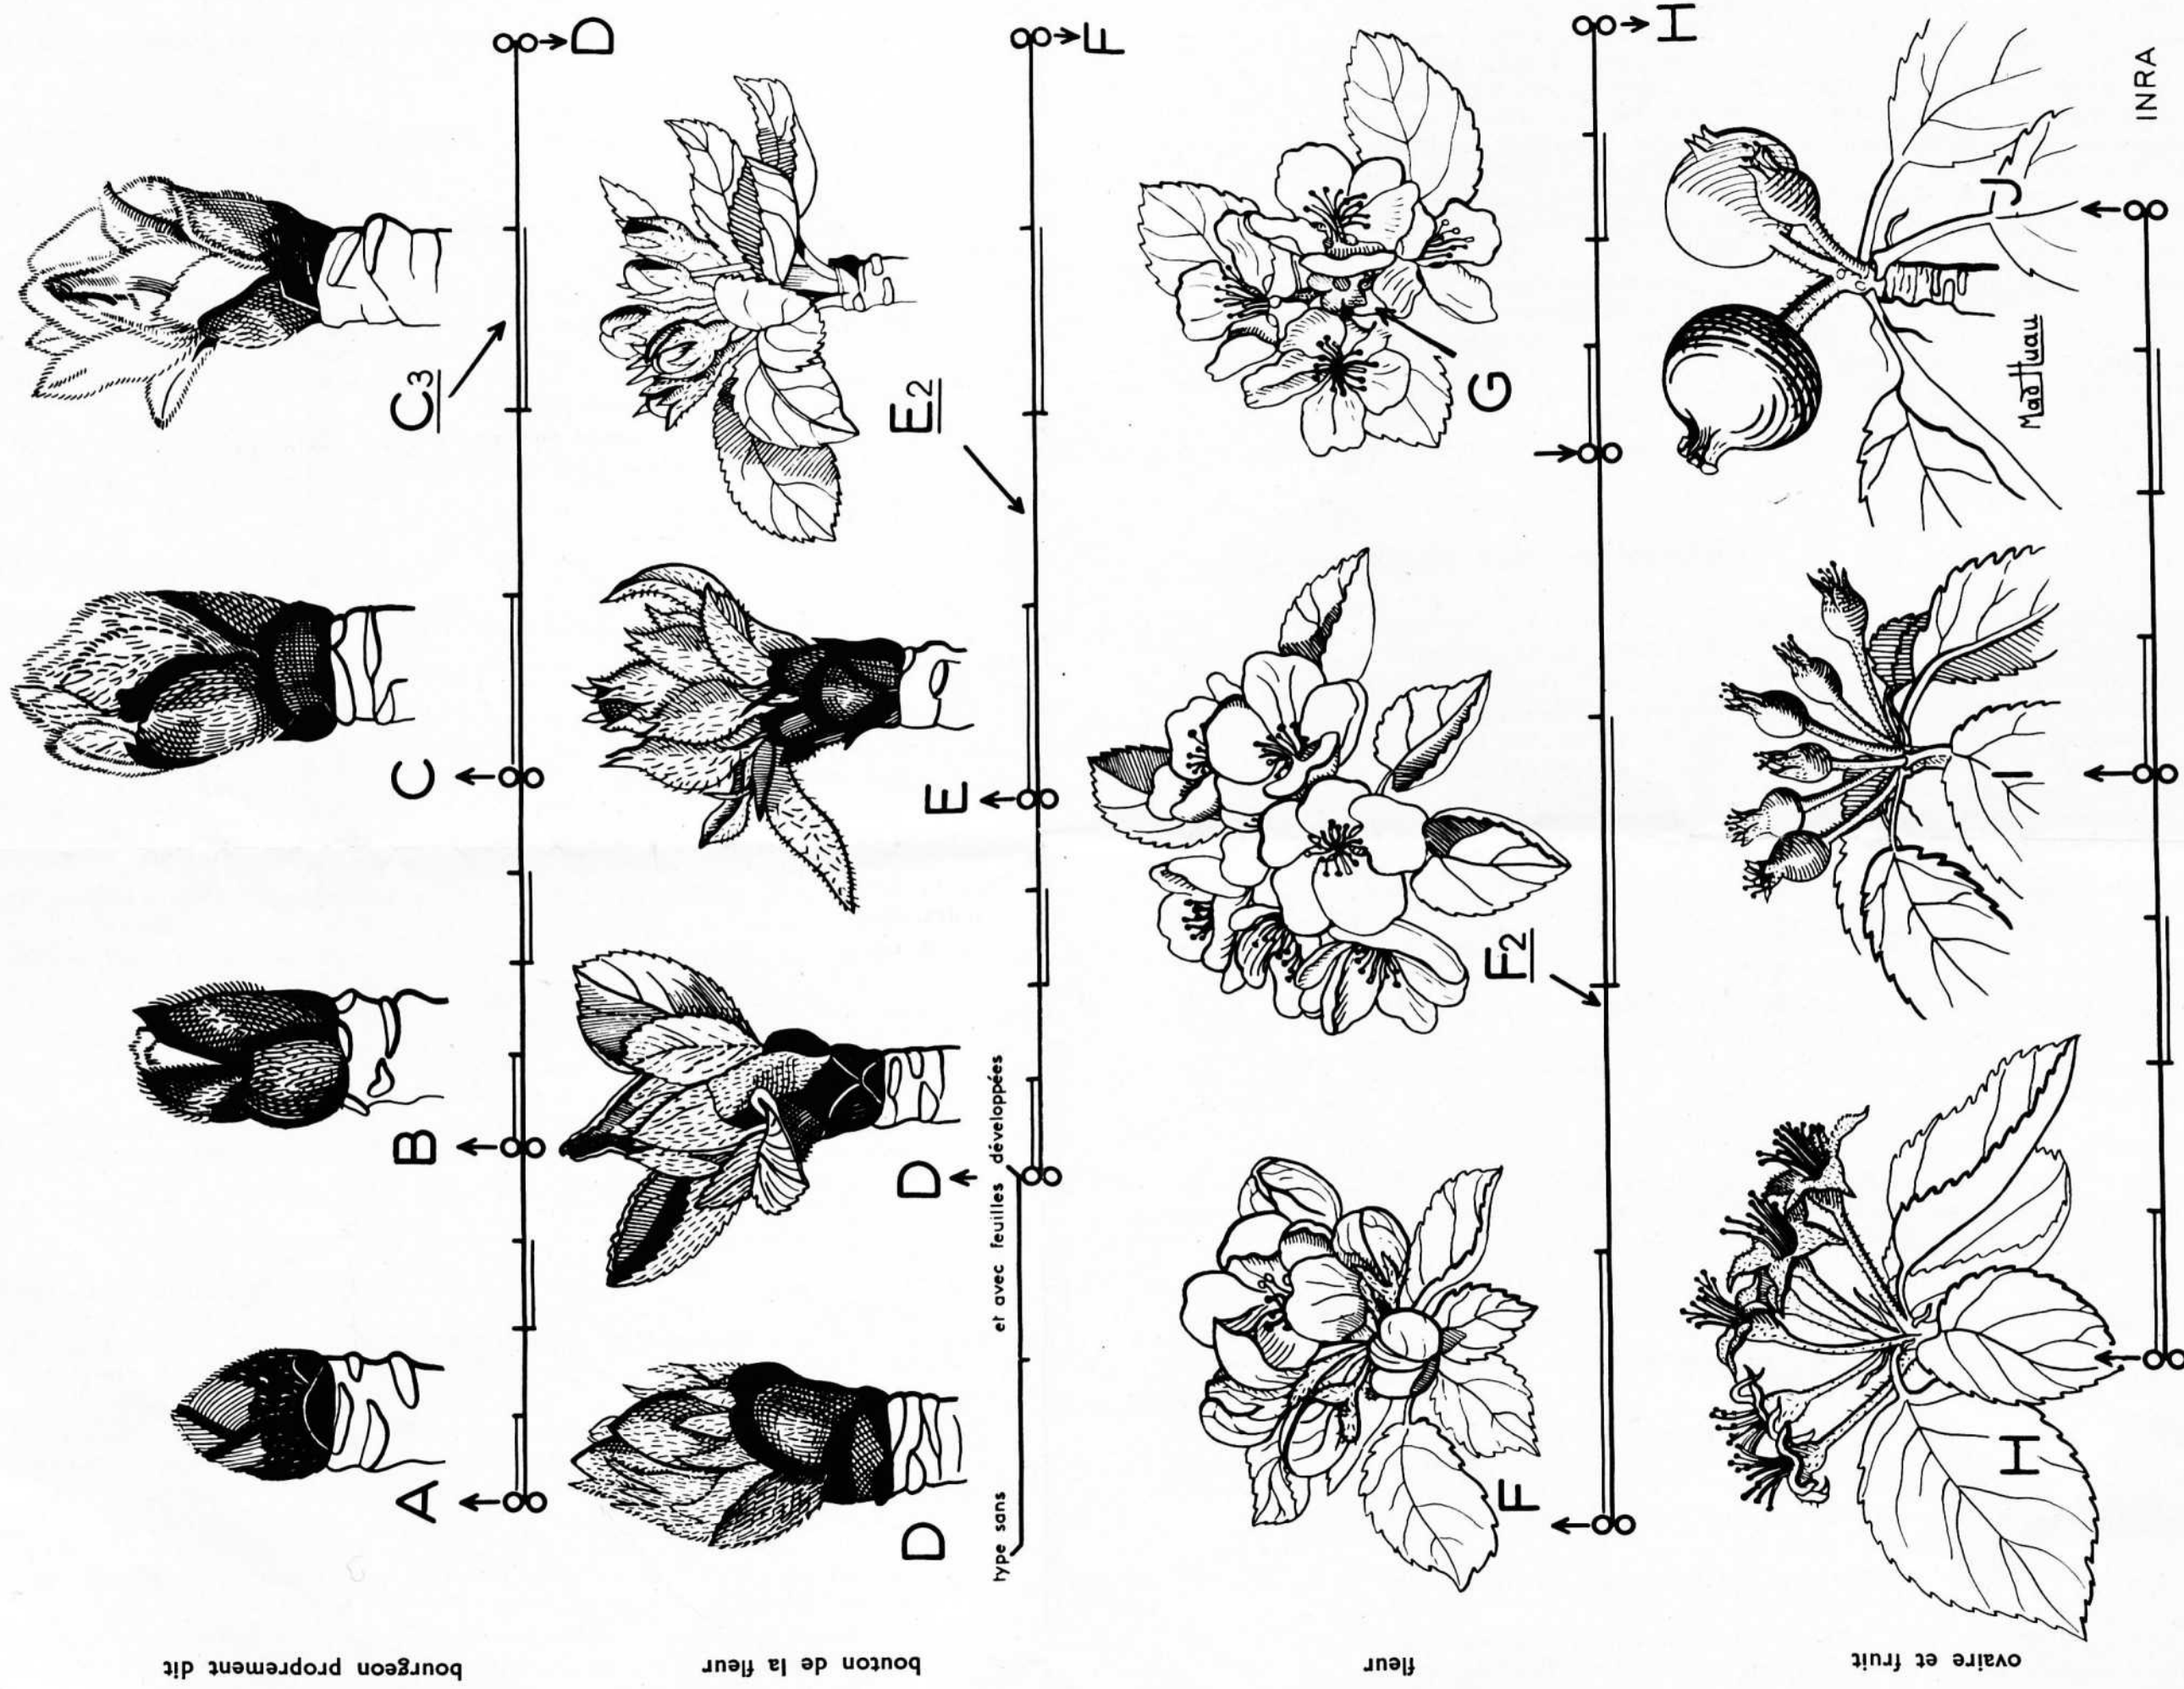 bourgeon proprement dit
A
B
C
C3
D
bouton de la fleur
D
D
E
E2
F
type sans
et avec feuilles développées
fleur
F
F2
G
H
ovaire et fruit
H
I
J
Mad Huau
INRA